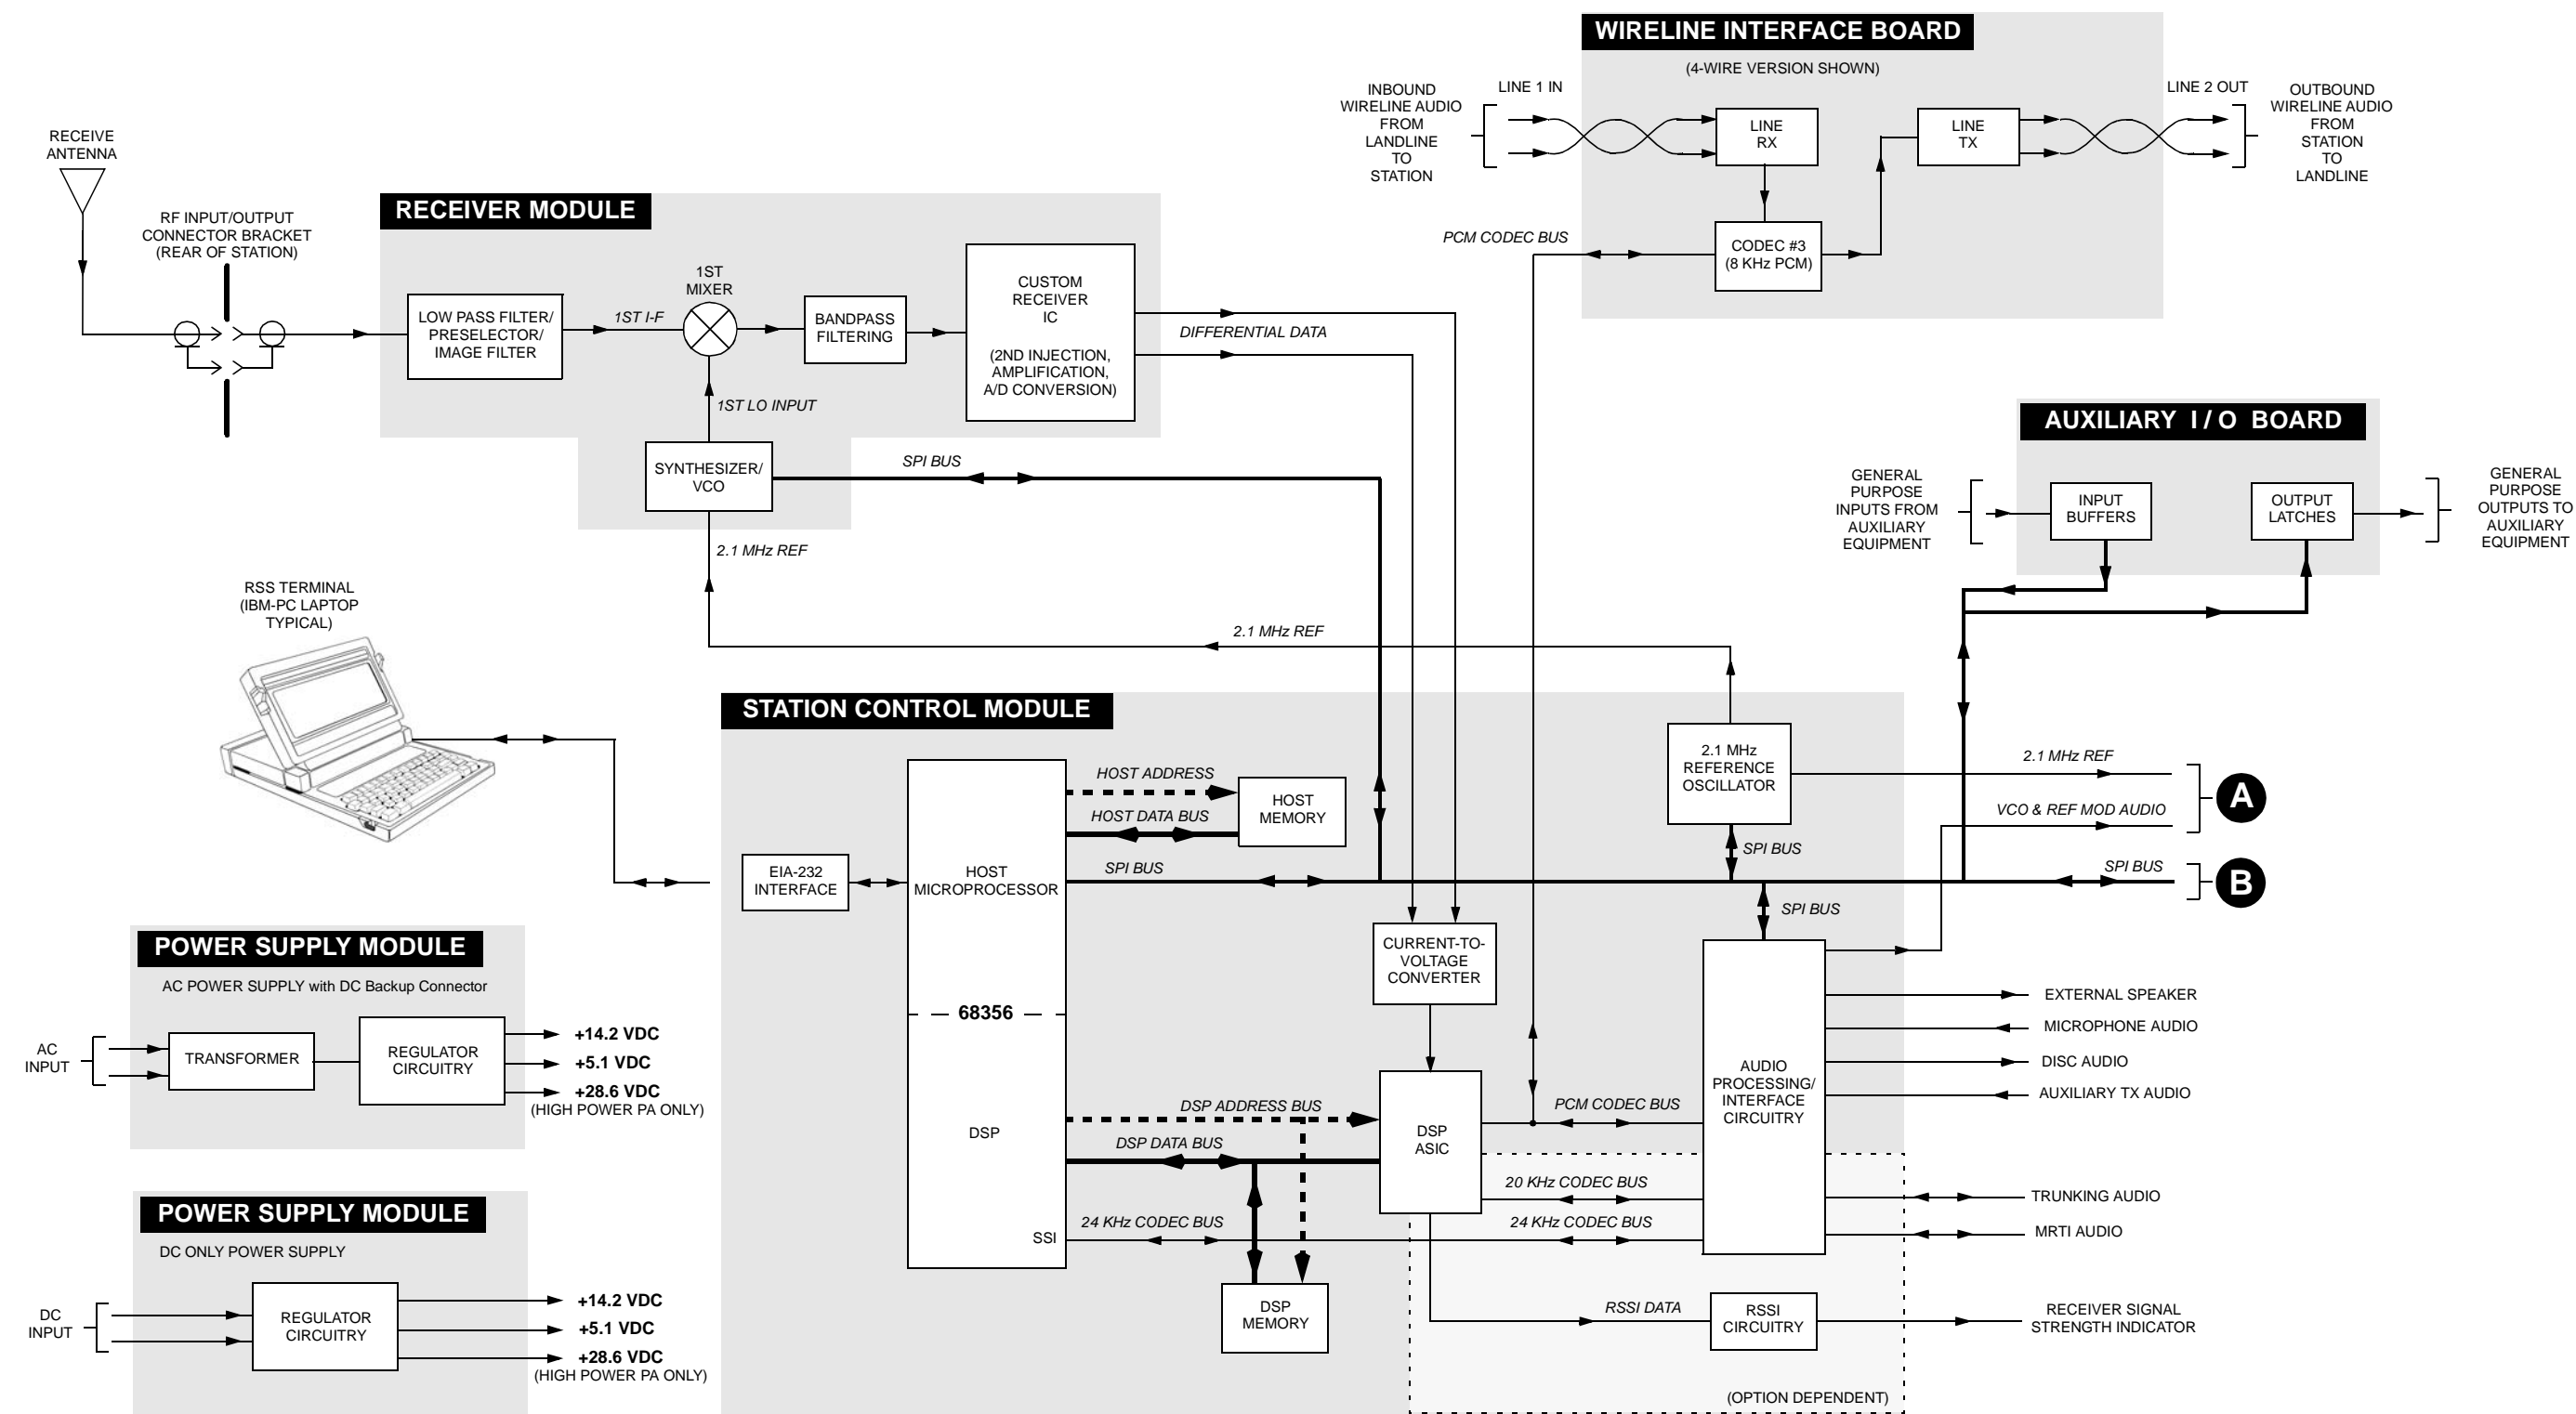 WIRELINE INTERFACE BOARD
(4-WIRE VERSION SHOWN)
INBOUND
WIRELINE AUDIO
FROM
LANDLINE
TO
STATION
LINE 1 IN
LINE
RX
LINE
TX
LINE 2 OUT
OUTBOUND
WIRELINE AUDIO
FROM
STATION
TO
LANDLINE
PCM CODEC BUS
CODEC #3
(8 KHz PCM)
RECEIVE
ANTENNA
RF INPUT/OUTPUT
CONNECTOR BRACKET
(REAR OF STATION)
RECEIVER MODULE
LOW PASS FILTER/
PRESELECTOR/
IMAGE FILTER
1ST I-F
1ST
MIXER
BANDPASS
FILTERING
CUSTOM
RECEIVER
IC
(2ND INJECTION,
AMPLIFICATION,
A/D CONVERSION)
DIFFERENTIAL DATA
1ST LO INPUT
SYNTHESIZER/
VCO
SPI BUS
2.1 MHz REF
AUXILIARY I / O BOARD
GENERAL
PURPOSE
INPUTS FROM
AUXILIARY
EQUIPMENT
INPUT
BUFFERS
OUTPUT
LATCHES
GENERAL
PURPOSE
OUTPUTS TO
AUXILIARY
EQUIPMENT
RSS TERMINAL
(IBM-PC LAPTOP
TYPICAL)
2.1 MHz REF
STATION CONTROL MODULE
EIA-232
INTERFACE
HOST
MICROPROCESSOR
68356
DSP
SSI
HOST ADDRESS
HOST DATA BUS
HOST
MEMORY
SPI BUS
2.1 MHz
REFERENCE
OSCILLATOR
SPI BUS
SPI BUS
2.1 MHz REF
VCO & REF MOD AUDIO
A
SPI BUS
B
CURRENT-TO-
VOLTAGE
CONVERTER
DSP ADDRESS BUS
DSP DATA BUS
DSP
ASIC
PCM CODEC BUS
20 KHz CODEC BUS
24 KHz CODEC BUS
24 KHz CODEC BUS
DSP
MEMORY
AUDIO
PROCESSING/
INTERFACE
CIRCUITRY
EXTERNAL SPEAKER
MICROPHONE AUDIO
DISC AUDIO
AUXILIARY TX AUDIO
TRUNKING AUDIO
MRTI AUDIO
RSSI DATA
RSSI
CIRCUITRY
RECEIVER SIGNAL
STRENGTH INDICATOR
(OPTION DEPENDENT)
POWER SUPPLY MODULE
AC POWER SUPPLY with DC Backup Connector
AC
INPUT
TRANSFORMER
REGULATOR
CIRCUITRY
+14.2 VDC
+5.1 VDC
+28.6 VDC
(HIGH POWER PA ONLY)
POWER SUPPLY MODULE
DC ONLY POWER SUPPLY
DC
INPUT
REGULATOR
CIRCUITRY
+14.2 VDC
+5.1 VDC
+28.6 VDC
(HIGH POWER PA ONLY)